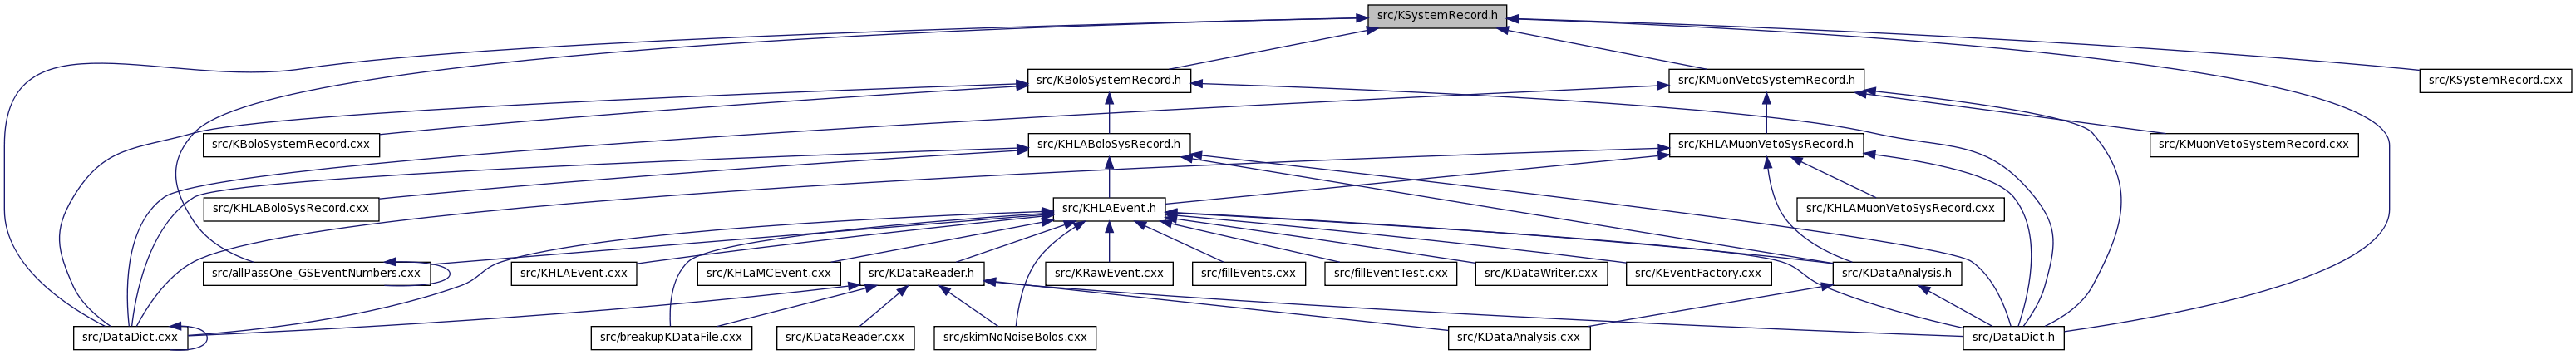 src/KSystemRecord.h
src/KBoloSystemRecord.h
src/KMuonVetoSystemRecord.h
src/KSystemRecord.cxx
src/KBoloSystemRecord.cxx
src/KHLABoloSysRecord.h
src/KHLAMuonVetoSysRecord.h
src/KMuonVetoSystemRecord.cxx
src/KHLABoloSysRecord.cxx
src/KHLAEvent.h
src/KHLAMuonVetoSysRecord.cxx
src/allPassOne_GSEventNumbers.cxx
src/KHLAEvent.cxx
src/KHLaMCEvent.cxx
src/KDataReader.h
src/KRawEvent.cxx
src/fillEvents.cxx
src/fillEventTest.cxx
src/KDataWriter.cxx
src/KEventFactory.cxx
src/KDataAnalysis.h
src/DataDict.cxx
src/breakupKDataFile.cxx
src/KDataReader.cxx
src/skimNoNoiseBolos.cxx
src/KDataAnalysis.cxx
src/DataDict.h